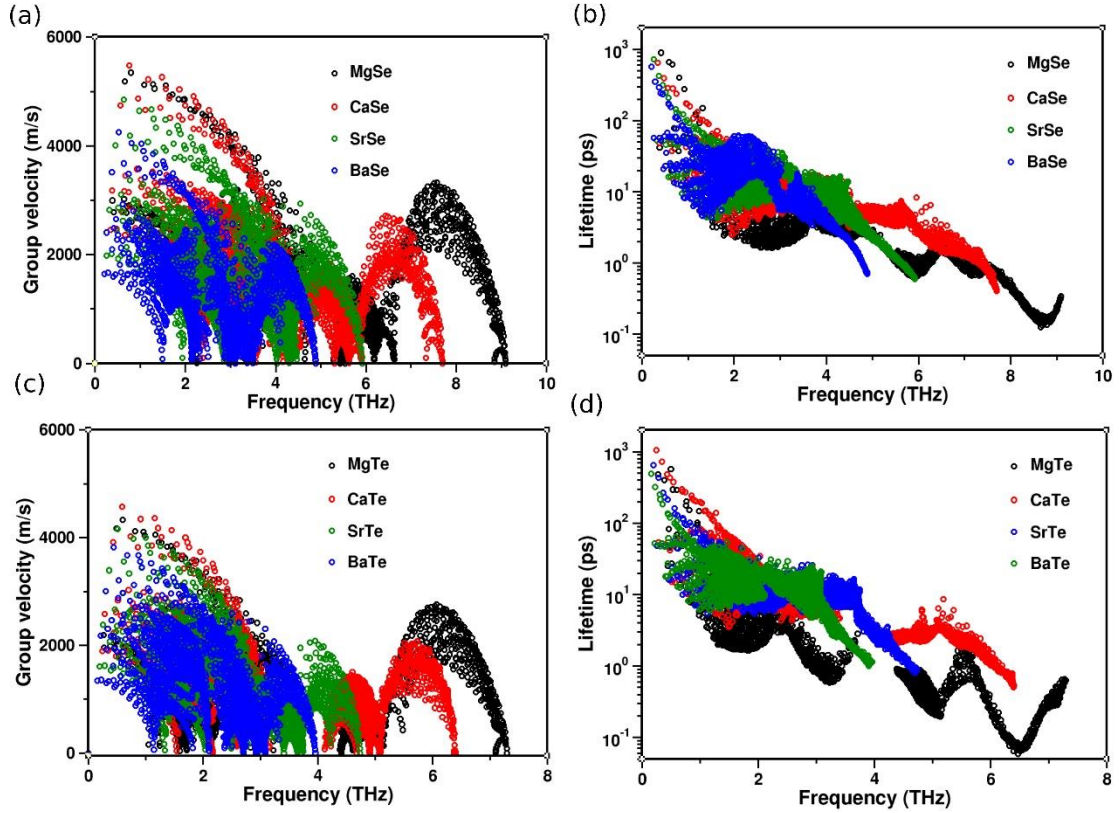 (a)
6000
4000
2000
0
Group velocity (m/s)
MgSe
CaSe
SrSe
BaSe
0 2 4 6 8 10
Frequency (THz)
(b)
10³
10²
10¹
10⁰
10⁻¹
Lifetime (ps)
MgSe
CaSe
SrSe
BaSe
0 2 4 6 8 10
Frequency (THz)
(c)
6000
4000
2000
0
Group velocity (m/s)
MgTe
CaTe
SrTe
BaTe
0 2 4 6 8
Frequency (THz)
(d)
10³
10²
10¹
10⁰
10⁻¹
Lifetime (ps)
MgTe
CaTe
SrTe
BaTe
0 2 4 6 8
Frequency (THz)